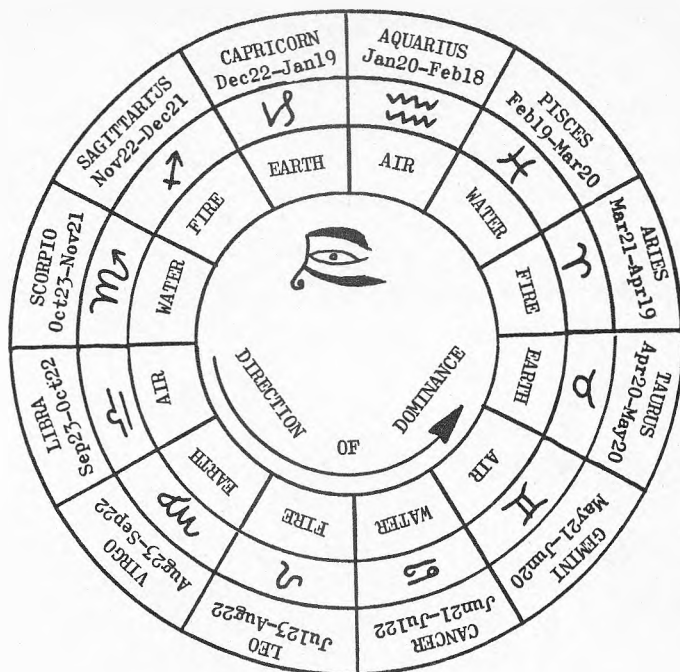 CAPRICORN
Dec22-Jan19
EARTH
AQUARIUS
Jan20-Feb18
AIR
PISCES
Feb19-Mar20
WATER
ARIES
Mar21-Apr19
FIRE
TAURUS
Apr20-May20
EARTH
GEMINI
May21-Jun20
AIR
CANCER
Jun21-Jul22
WATER
LEO
Jul23-Aug22
FIRE
VIRGO
Aug23-Sep22
EARTH
LIBRA
Sep23-Oct22
AIR
SCORPIO
Oct23-Nov21
WATER
SAGITTARIUS
Nov22-Dec21
FIRE
DIRECTION
OF
DOMINANCE